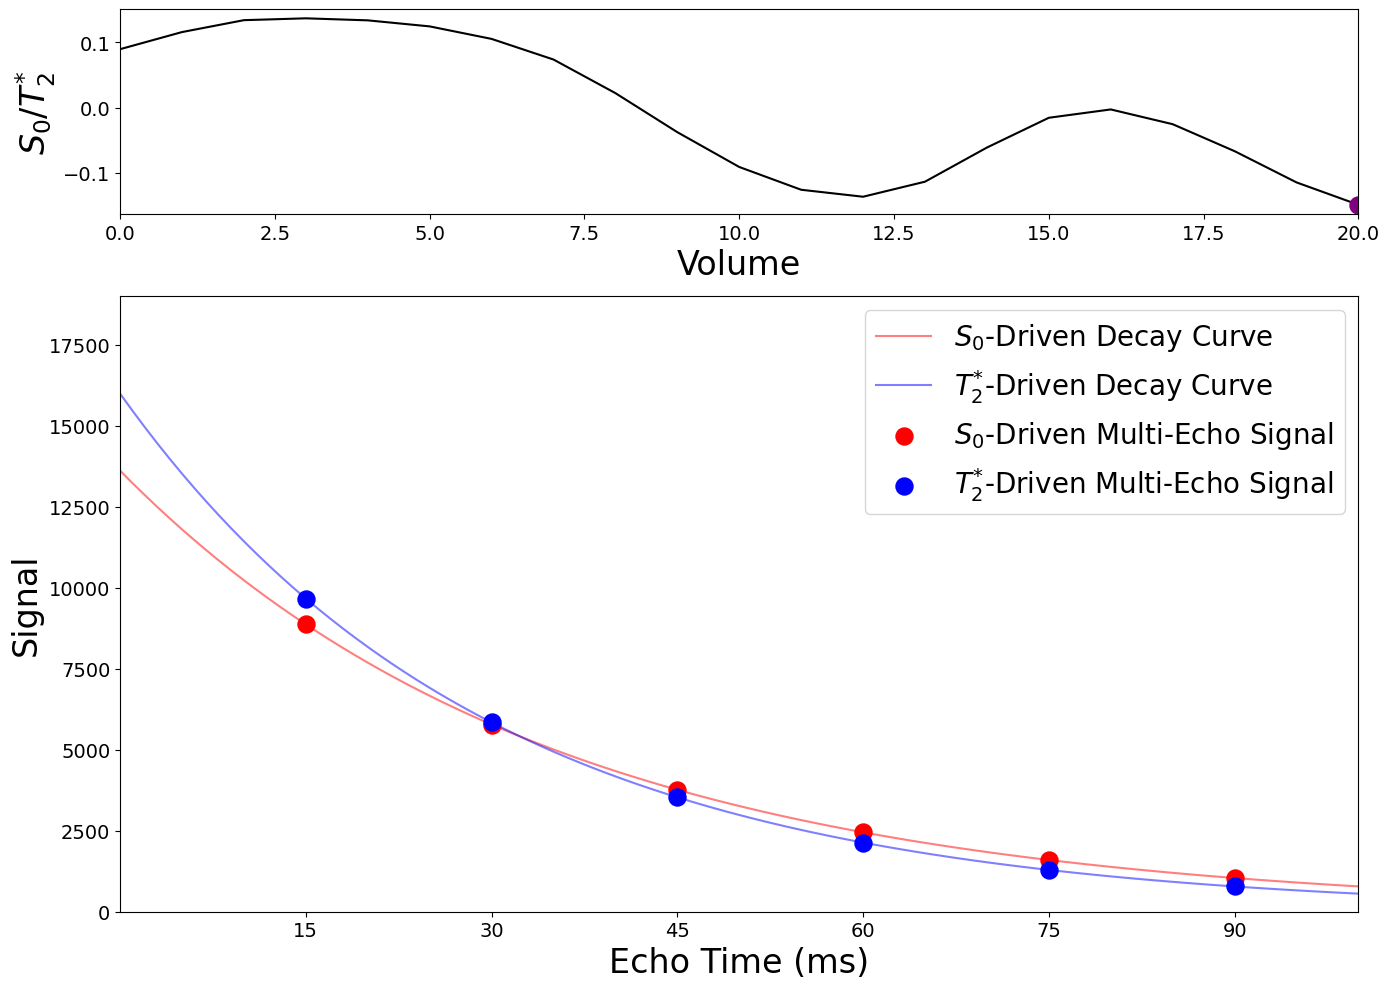 S₀/T₂*
0.1
0.0
−0.1
0.0 2.5 5.0 7.5 10.0 12.5 15.0 17.5 20.0
Volume
Signal
17500
15000
12500
10000
7500
5000
2500
0
S₀-Driven Decay Curve
T₂*-Driven Decay Curve
S₀-Driven Multi-Echo Signal
T₂*-Driven Multi-Echo Signal
15 30 45 60 75 90
Echo Time (ms)